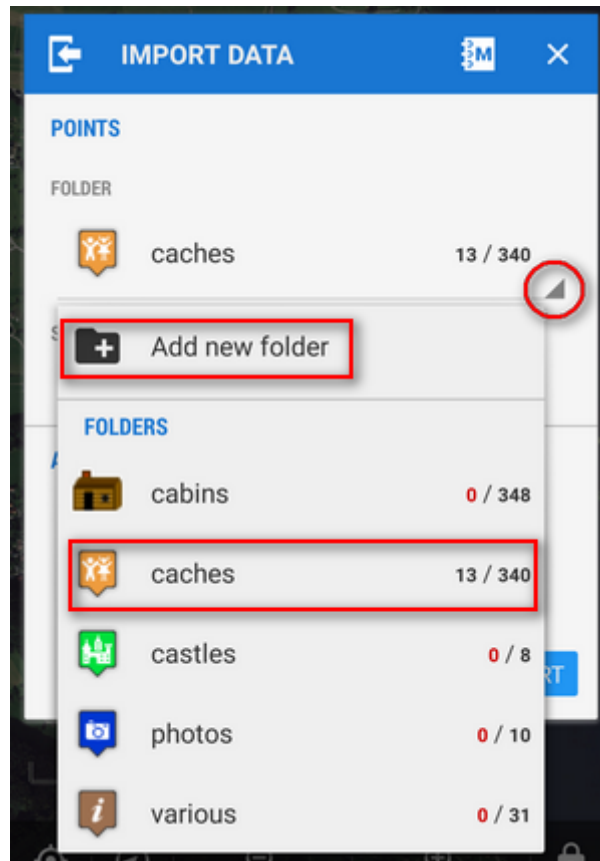 IMPORT DATA M ×
POINTS
FOLDER
caches 13 / 340
Add new folder
FOLDERS
cabins 0 / 348
caches 13 / 340
castles 0 / 8
RT
photos 0 / 10
i various 0 / 31